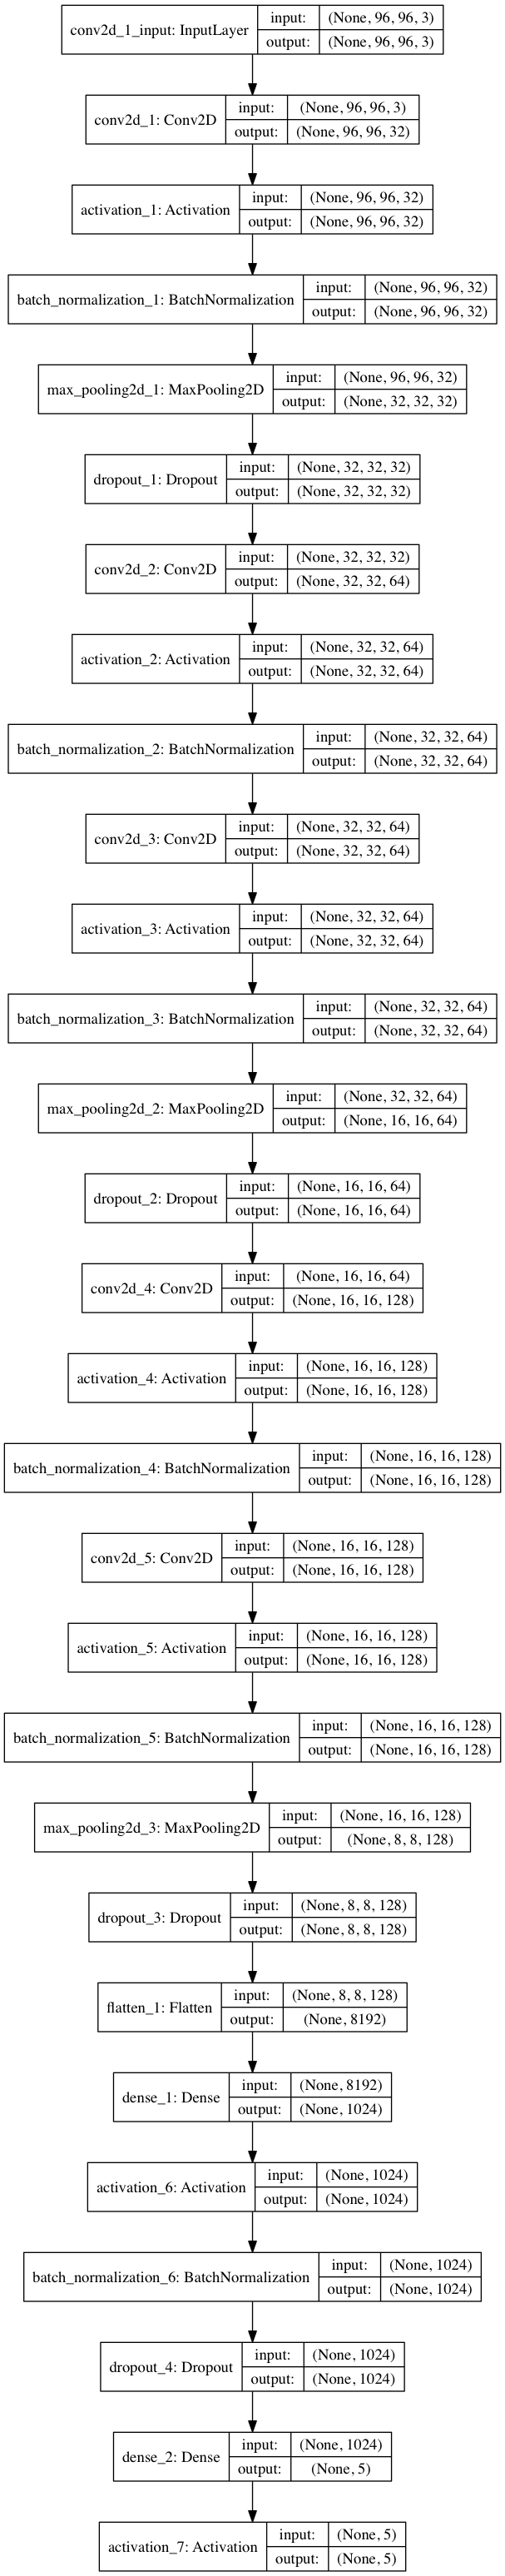 conv2d_1_input: InputLayer
input: (None, 96, 96, 3)
output: (None, 96, 96, 3)
conv2d_1: Conv2D
input: (None, 96, 96, 3)
output: (None, 96, 96, 32)
activation_1: Activation
input: (None, 96, 96, 32)
output: (None, 96, 96, 32)
batch_normalization_1: BatchNormalization
input: (None, 96, 96, 32)
output: (None, 96, 96, 32)
max_pooling2d_1: MaxPooling2D
input: (None, 96, 96, 32)
output: (None, 32, 32, 32)
dropout_1: Dropout
input: (None, 32, 32, 32)
output: (None, 32, 32, 32)
conv2d_2: Conv2D
input: (None, 32, 32, 32)
output: (None, 32, 32, 64)
activation_2: Activation
input: (None, 32, 32, 64)
output: (None, 32, 32, 64)
batch_normalization_2: BatchNormalization
input: (None, 32, 32, 64)
output: (None, 32, 32, 64)
conv2d_3: Conv2D
input: (None, 32, 32, 64)
output: (None, 32, 32, 64)
activation_3: Activation
input: (None, 32, 32, 64)
output: (None, 32, 32, 64)
batch_normalization_3: BatchNormalization
input: (None, 32, 32, 64)
output: (None, 32, 32, 64)
max_pooling2d_2: MaxPooling2D
input: (None, 32, 32, 64)
output: (None, 16, 16, 64)
dropout_2: Dropout
input: (None, 16, 16, 64)
output: (None, 16, 16, 64)
conv2d_4: Conv2D
input: (None, 16, 16, 64)
output: (None, 16, 16, 128)
activation_4: Activation
input: (None, 16, 16, 128)
output: (None, 16, 16, 128)
batch_normalization_4: BatchNormalization
input: (None, 16, 16, 128)
output: (None, 16, 16, 128)
conv2d_5: Conv2D
input: (None, 16, 16, 128)
output: (None, 16, 16, 128)
activation_5: Activation
input: (None, 16, 16, 128)
output: (None, 16, 16, 128)
batch_normalization_5: BatchNormalization
input: (None, 16, 16, 128)
output: (None, 16, 16, 128)
max_pooling2d_3: MaxPooling2D
input: (None, 16, 16, 128)
output: (None, 8, 8, 128)
dropout_3: Dropout
input: (None, 8, 8, 128)
output: (None, 8, 8, 128)
flatten_1: Flatten
input: (None, 8, 8, 128)
output: (None, 8192)
dense_1: Dense
input: (None, 8192)
output: (None, 1024)
activation_6: Activation
input: (None, 1024)
output: (None, 1024)
batch_normalization_6: BatchNormalization
input: (None, 1024)
output: (None, 1024)
dropout_4: Dropout
input: (None, 1024)
output: (None, 1024)
dense_2: Dense
input: (None, 1024)
output: (None, 5)
activation_7: Activation
input: (None, 5)
output: (None, 5)